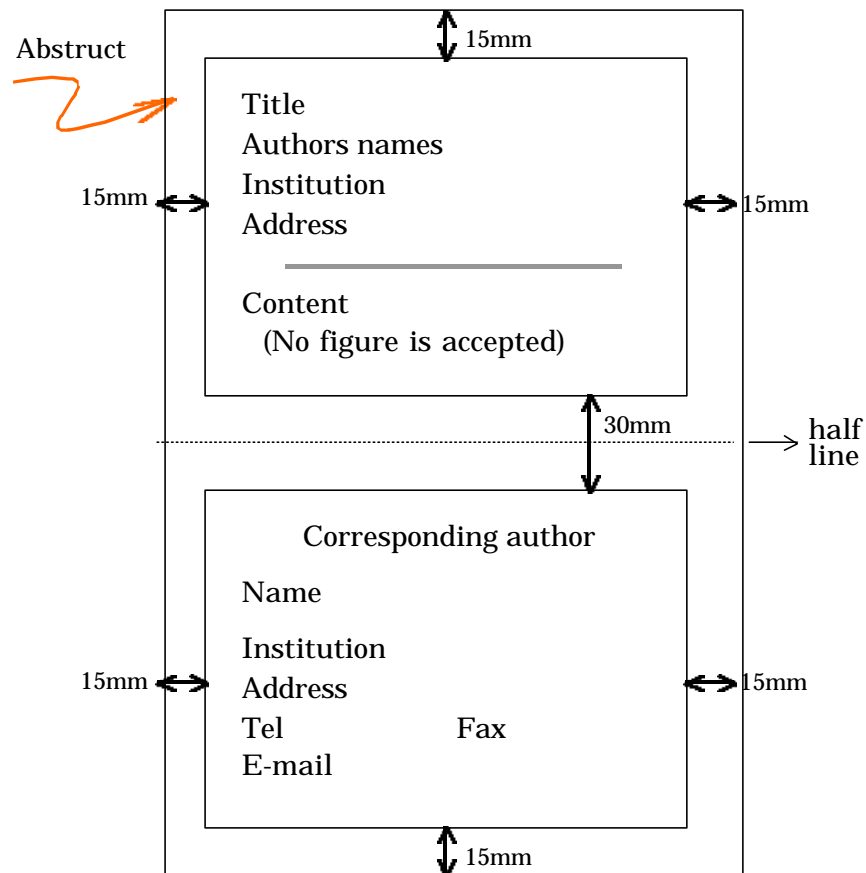 15mm
Abstruct
Title
Authors names
Institution
15mm
15mm
Address
Content
(No figure is accepted)
30mm
half
line
Corresponding author
Name
Institution
15mm
15mm
Address
Tel Fax
E-mail
15mm